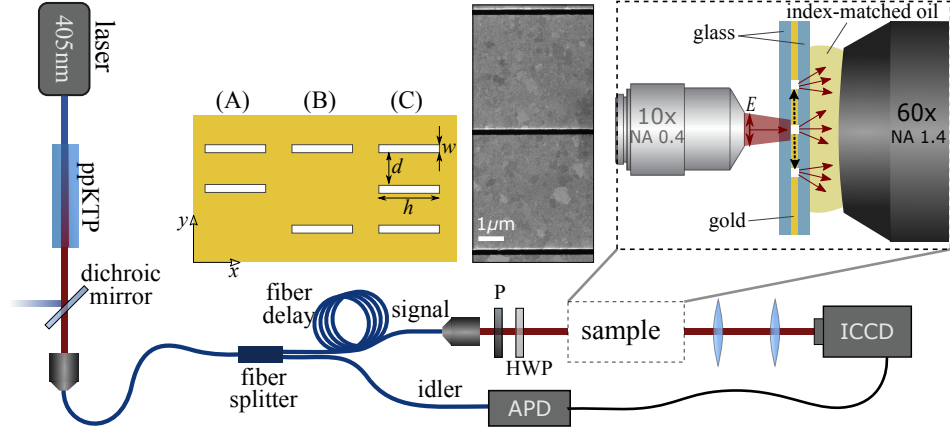 laser
405nm
ppKTP
dichroic
mirror
(A)
(B)
(C)
w
d
h
y
x
1µm
index-matched oil
glass
E
10x
NA 0.4
60x
NA 1.4
gold
fiber
delay
signal
P
HWP
sample
ICCD
fiber
splitter
idler
APD